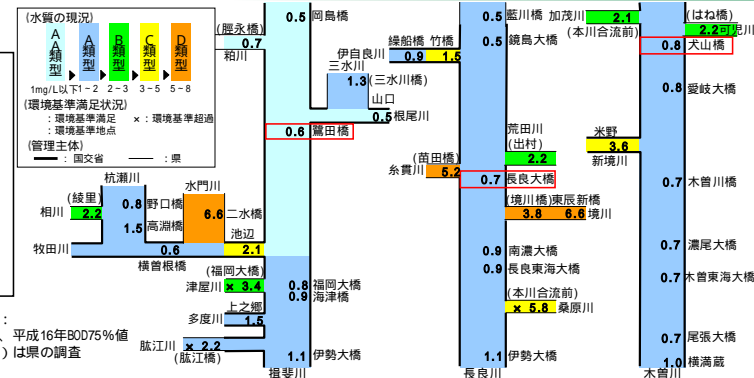 (水質の現況)
AA類型 A類型 B類型 C類型 D類型
1mg/L以下 1~2 2~3 3~5 5~8
(環境基準満足状況)
：環境基準満足 ×：環境基準超過
：環境基準地点
(管理主体)
：国交省 ：県
：
、平成16年BOD75%値
）は県の調査
0.5 岡島橋
(脛永橋)
0.7
粕川
三水川
1.3 (三水川橋)
山口
0.5 根尾川
0.6 鷺田橋
杭瀬川
(綾里)
相川 2.2
0.8 野口橋
1.5 高淵橋
水門川
6.6 二水橋
池辺
牧田川 0.6 2.1
横曽根橋
(福岡大橋)
津屋川 × 3.4
0.8 福岡大橋
0.9 海津橋
上之郷
多度川 1.5
肱江川 × 2.2
(肱江橋)
1.1 伊勢大橋
揖斐川
0.5 藍川橋
繰船橋 竹橋
伊自良川 0.9 1.5
0.5 鏡島大橋
荒田川
(出村)
2.2
(苗田橋)
糸貫川 5.2
0.7 長良大橋
(境川橋) 東辰新橋
3.8 6.6 境川
0.9 南濃大橋
0.9 長良東海大橋
(本川合流前)
× 5.8 桑原川
1.1 伊勢大橋
長良川
加茂川 2.1
(本川合流前)
(はね橋)
2.2 可児川
0.8 犬山橋
0.8 愛岐大橋
米野
3.6
新境川
0.7 木曽川橋
0.7 濃尾大橋
0.7 木曽東海大橋
0.7 尾張大橋
1.0 横満蔵
木曽川